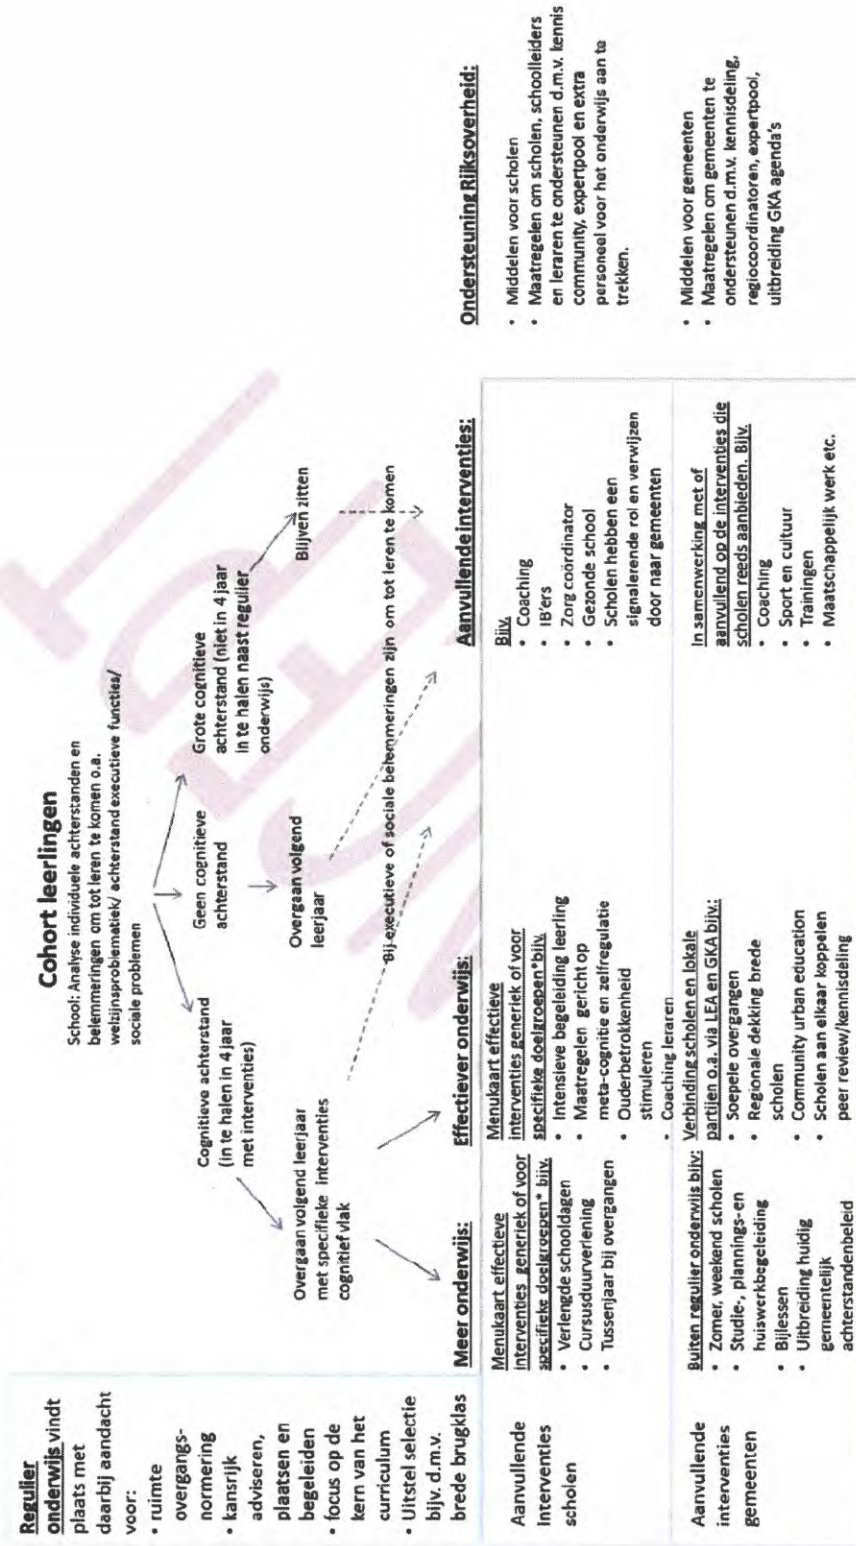 Regulier
onderwijs vindt
plaats met
daarbij aandacht
voor:
• ruimte
overgangs-
normering
• kansrijk
adviseren,
plaatsen en
begeleiden
• focus op de
kern van het
curriculum
• Uitstel selectie
bijv. d.m.v.
brede brugklas
Cohort leerlingen
School: Analyse individuele achterstanden en
belemmeringen om tot leren te komen o.a.
welzijnsproblematiek/ achterstand executieve functies/
sociale problemen
Cognitieve achterstand
(in te halen in 4 jaar
met interventies)
Geen cognitieve
achterstand
Grote cognitieve
achterstand (niet in 4 jaar
in te halen naast regulier
onderwijs)
Overgaan volgend leerjaar
met specifieke interventies
cognitief vlak
Overgaan volgend
leerjaar
Blijven zitten
Bij executieve of sociale belemmeringen zijn om tot leren te komen
Meer onderwijs:
Effectiever onderwijs:
Aanvullende interventies:
Ondersteuning Rijksoverheid:
Aanvullende
Interventies
scholen
Menukaart effectieve
interventies generiek of voor
specifieke doelgroepen* bijv.
• Verlengde schooldagen
• Cursusduurverlening
• Tussenjaar bij overgangen
Menukaart effectieve
interventies generiek of voor
specifieke doelgroepen*bijv.
• Intensieve begeleiding leerling
• Maatregelen gericht op
meta-cognitie en zelfregulatie
• Ouderbetrokkenheid
stimuleren
• Coaching leraren
Bijv.
• Coaching
• IB'ers
• Zorg coördinator
• Gezonde school
• Scholen hebben een
signalerende rol en verwijzen
door naar gemeenten
• Middelen voor scholen
• Maatregelen om scholen, schoolleiders
en leraren te ondersteunen d.m.v. kennis
community, expertpool en extra
personeel voor het onderwijs aan te
trekken.
Aanvullende
interventies
gemeenten
Buiten regulier onderwijs bijv:
• Zomer, weekend scholen
• Studie-, plannings-en
huiswerkbegeleiding
• Bijlessen
• Uitbreiding huidig
gemeentelijk
achterstandenbeleid
Verbinding scholen en lokale
partijen o.a. via LEA en GKA bijv.:
• Soepele overgangen
• Regionale dekking brede
scholen
• Community urban education
• Scholen aan elkaar koppelen
peer review/kennisdeling
In samenwerking met of
aanvullend op de interventies die
scholen reeds aanbieden. Bijv.
• Coaching
• Sport en cultuur
• Trainingen
• Maatschappelijk werk etc.
• Middelen voor gemeenten
• Maatregelen om gemeenten te
ondersteunen d.m.v. kennisdeling,
regiocoordinatoren, expertpool,
uitbreiding GKA agenda's